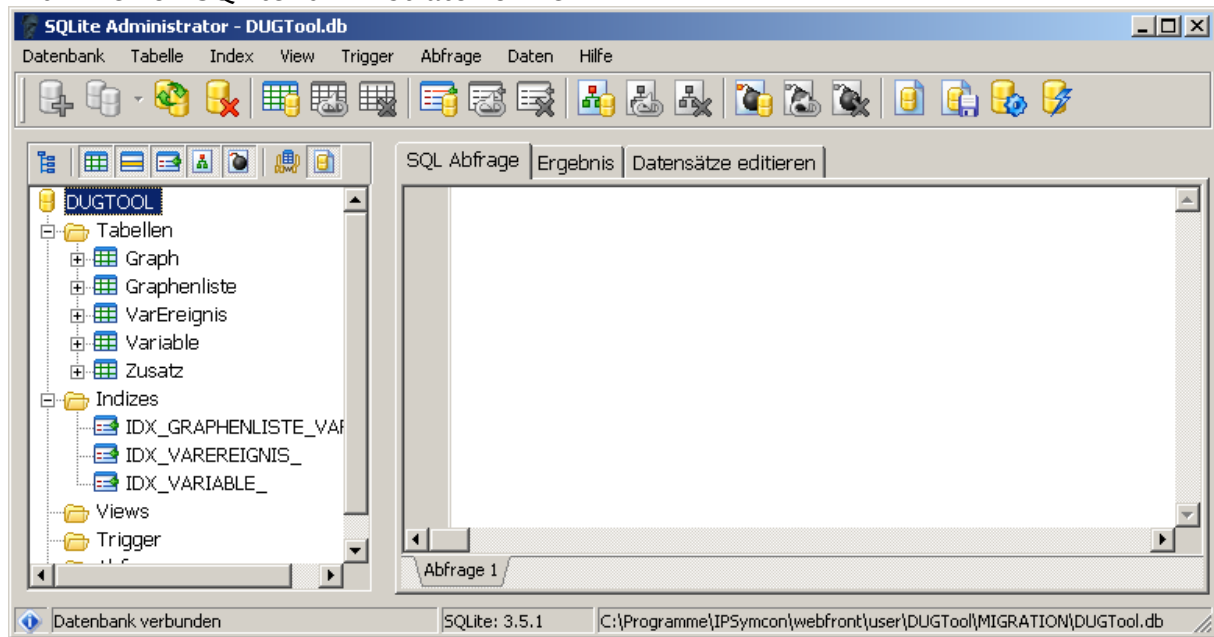 SQLite Administrator - DUGTool.db
Datenbank Tabelle Index View Trigger Abfrage Daten Hilfe
SQL Abfrage Ergebnis Datensätze editieren
DUGTOOL
Tabellen
Graph
Graphenliste
VarEreignis
Variable
Zusatz
Indizes
IDX_GRAPHENLISTE_VAR
IDX_VAREREIGNIS_
IDX_VARIABLE_
Views
Trigger
Abfrage 1
Datenbank verbunden SQLite: 3.5.1 C:\Programme\IPSymcon\webfront\user\DUGTool\MIGRATION\DUGTool.db